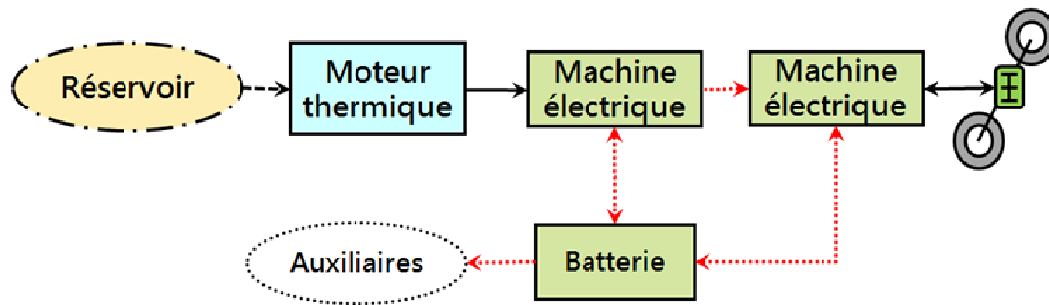 Réservoir
Moteur
thermique
Machine
électrique
Machine
électrique
Auxiliaires
Batterie